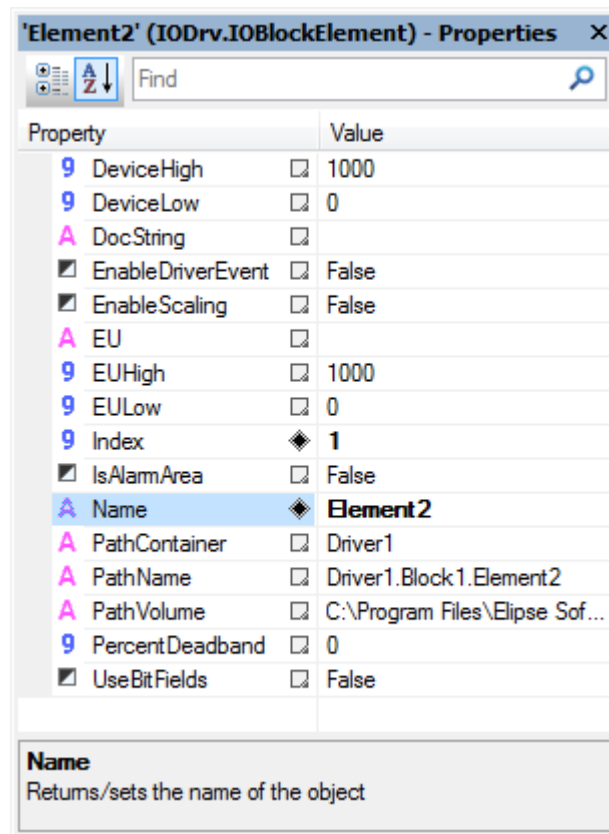 'Element2' (IODrv.IOBlockElement) - Properties
Find
Property Value
DeviceHigh 1000
DeviceLow 0
DocString
EnableDriverEvent False
EnableScaling False
EU
EUHigh 1000
EULow 0
Index 1
IsAlarmArea False
Name Element2
PathContainer Driver1
PathName Driver1.Block1.Element2
PathVolume C:\Program Files\Elipse Sof...
PercentDeadband 0
UseBitFields False
Name
Returns/sets the name of the object